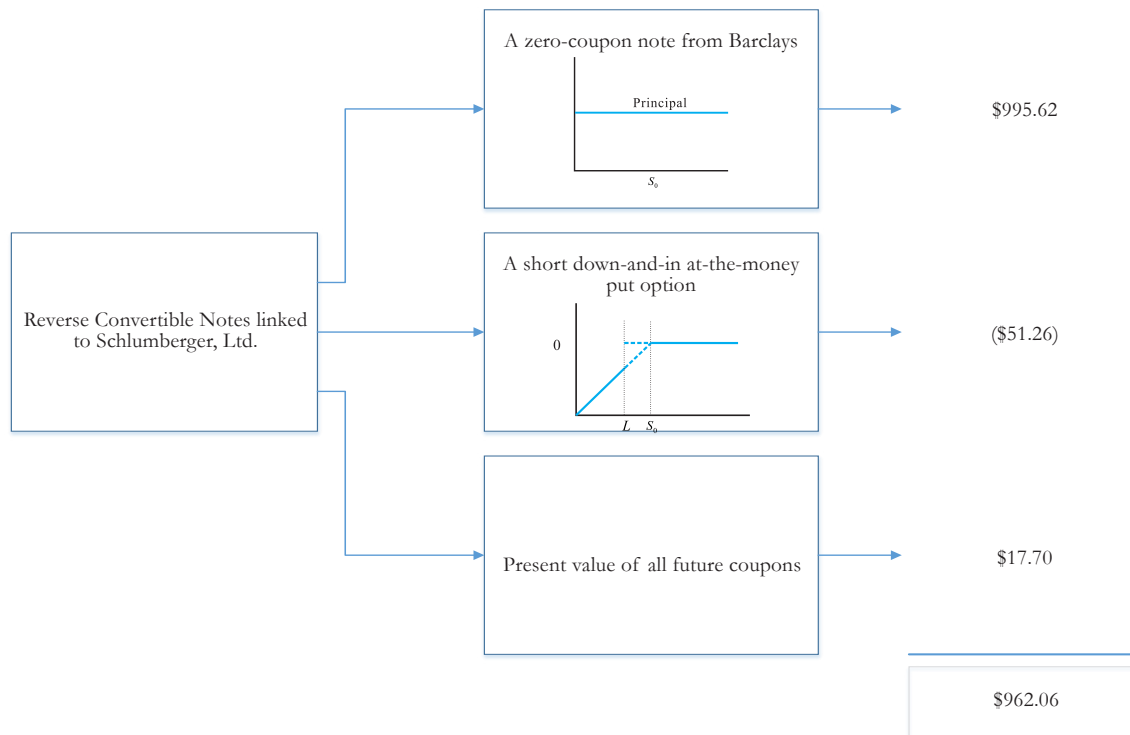 A zero-coupon note from Barclays
Principal
S₀
$995.62
Reverse Convertible Notes linked
to Schlumberger, Ltd.
A short down-and-in at-the-money
put option
0
L S₀
($51.26)
Present value of all future coupons
$17.70
$962.06